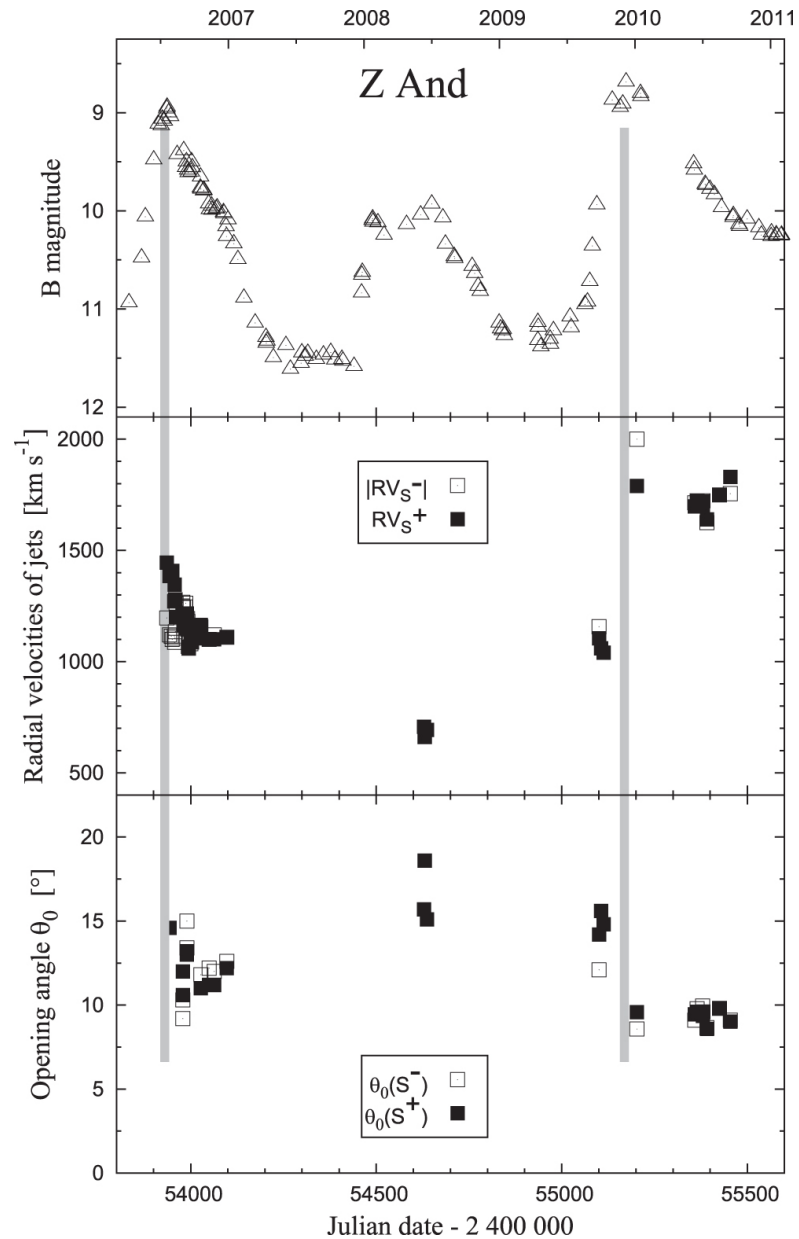 2007 2008 2009 2010 2011
Z And
B magnitude
9
10
11
12
Radial velocities of jets [km s⁻¹]
2000
1500
1000
500
|RV_S⁻|
RV_S⁺
Opening angle θ₀ [°]
20
15
10
5
0
θ₀(S⁻)
θ₀(S⁺)
54000 54500 55000 55500
Julian date - 2 400 000